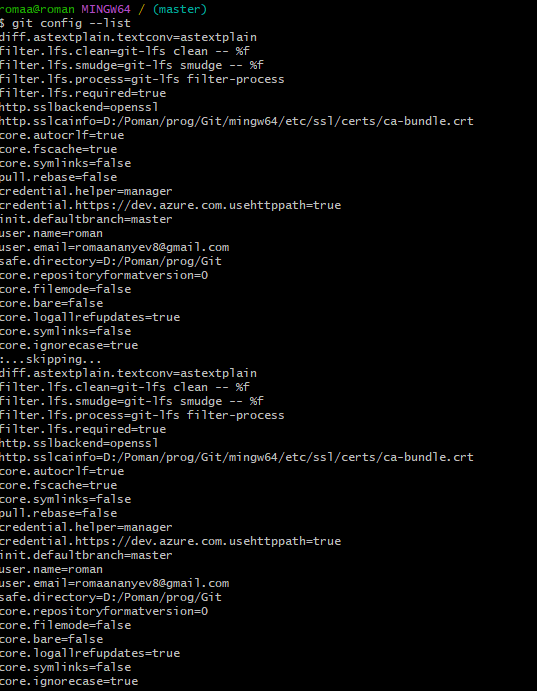 romaa@roman MINGW64 / (master)
$ git config --list
diff.astextplain.textconv=astextplain
filter.lfs.clean=git-lfs clean -- %f
filter.lfs.smudge=git-lfs smudge -- %f
filter.lfs.process=git-lfs filter-process
filter.lfs.required=true
http.sslbackend=openssl
http.sslcainfo=D:/Poman/prog/Git/mingw64/etc/ssl/certs/ca-bundle.crt
core.autocrlf=true
core.fscache=true
core.symlinks=false
pull.rebase=false
credential.helper=manager
credential.https://dev.azure.com.usehttppath=true
init.defaultbranch=master
user.name=roman
user.email=romaananyev8@gmail.com
safe.directory=D:/Poman/prog/Git
core.repositoryformatversion=0
core.filemode=false
core.bare=false
core.logallrefupdates=true
core.symlinks=false
core.ignorecase=true
:...skipping...
diff.astextplain.textconv=astextplain
filter.lfs.clean=git-lfs clean -- %f
filter.lfs.smudge=git-lfs smudge -- %f
filter.lfs.process=git-lfs filter-process
filter.lfs.required=true
http.sslbackend=openssl
http.sslcainfo=D:/Poman/prog/Git/mingw64/etc/ssl/certs/ca-bundle.crt
core.autocrlf=true
core.fscache=true
core.symlinks=false
pull.rebase=false
credential.helper=manager
credential.https://dev.azure.com.usehttppath=true
init.defaultbranch=master
user.name=roman
user.email=romaananyev8@gmail.com
safe.directory=D:/Poman/prog/Git
core.repositoryformatversion=0
core.filemode=false
core.bare=false
core.logallrefupdates=true
core.symlinks=false
core.ignorecase=true